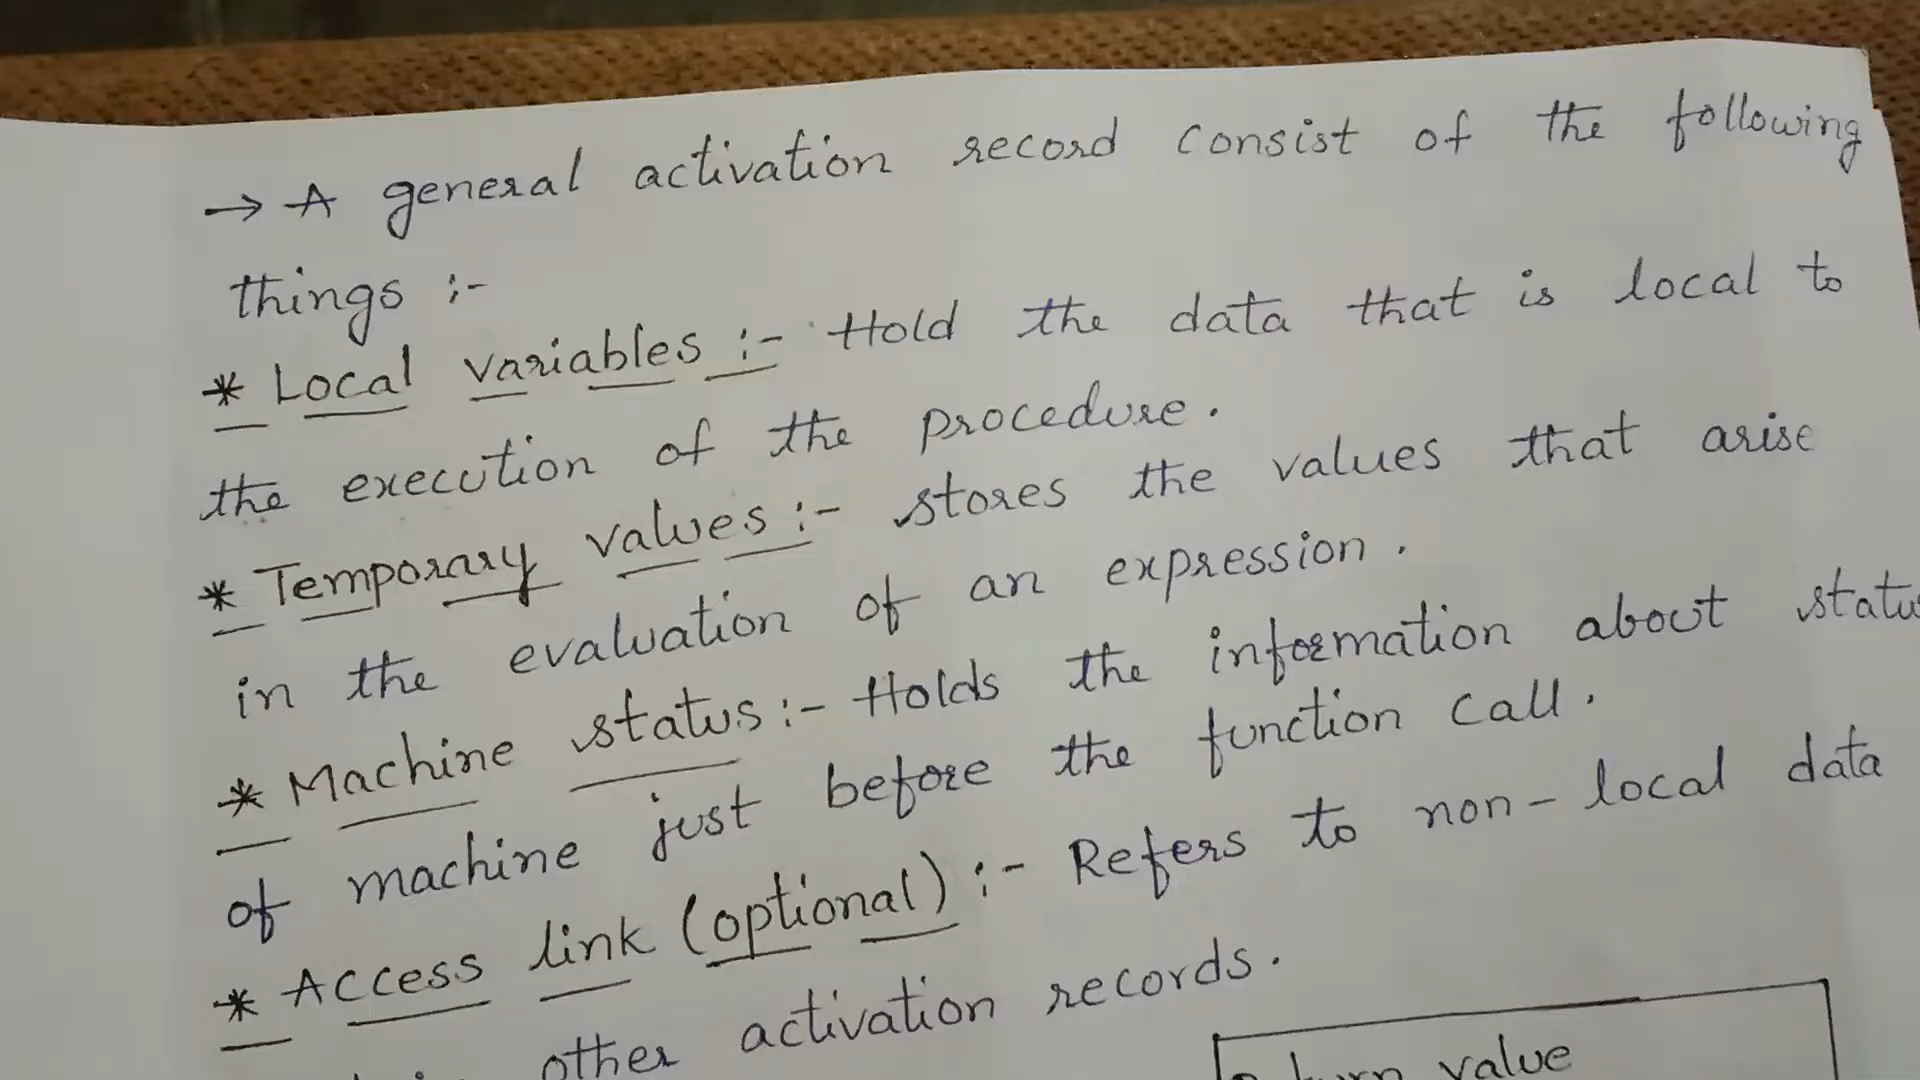 → A general activation record consist of the following
things :-
* Local variables :- Hold the data that is local to
the execution of the procedure.
* Temporary values :- stores the values that arise
in the evaluation of an expression.
* Machine status :- Holds the information about status
of machine just before the function call.
* Access link (optional) :- Refers to non-local data
other activation records.
value